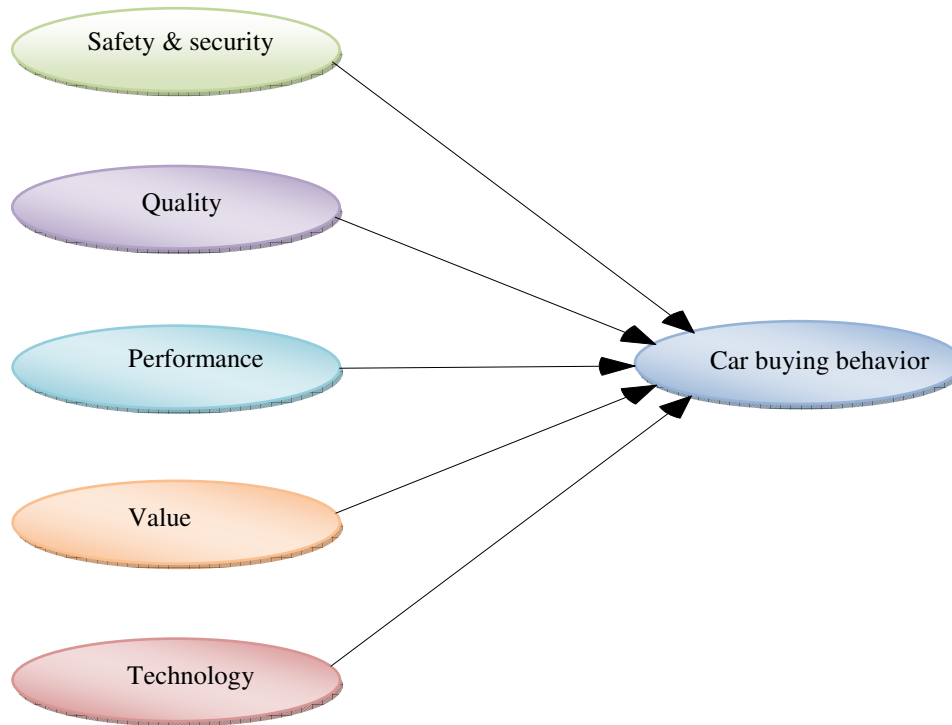 Safety & security
Quality
Performance
Car buying behavior
Value
Technology